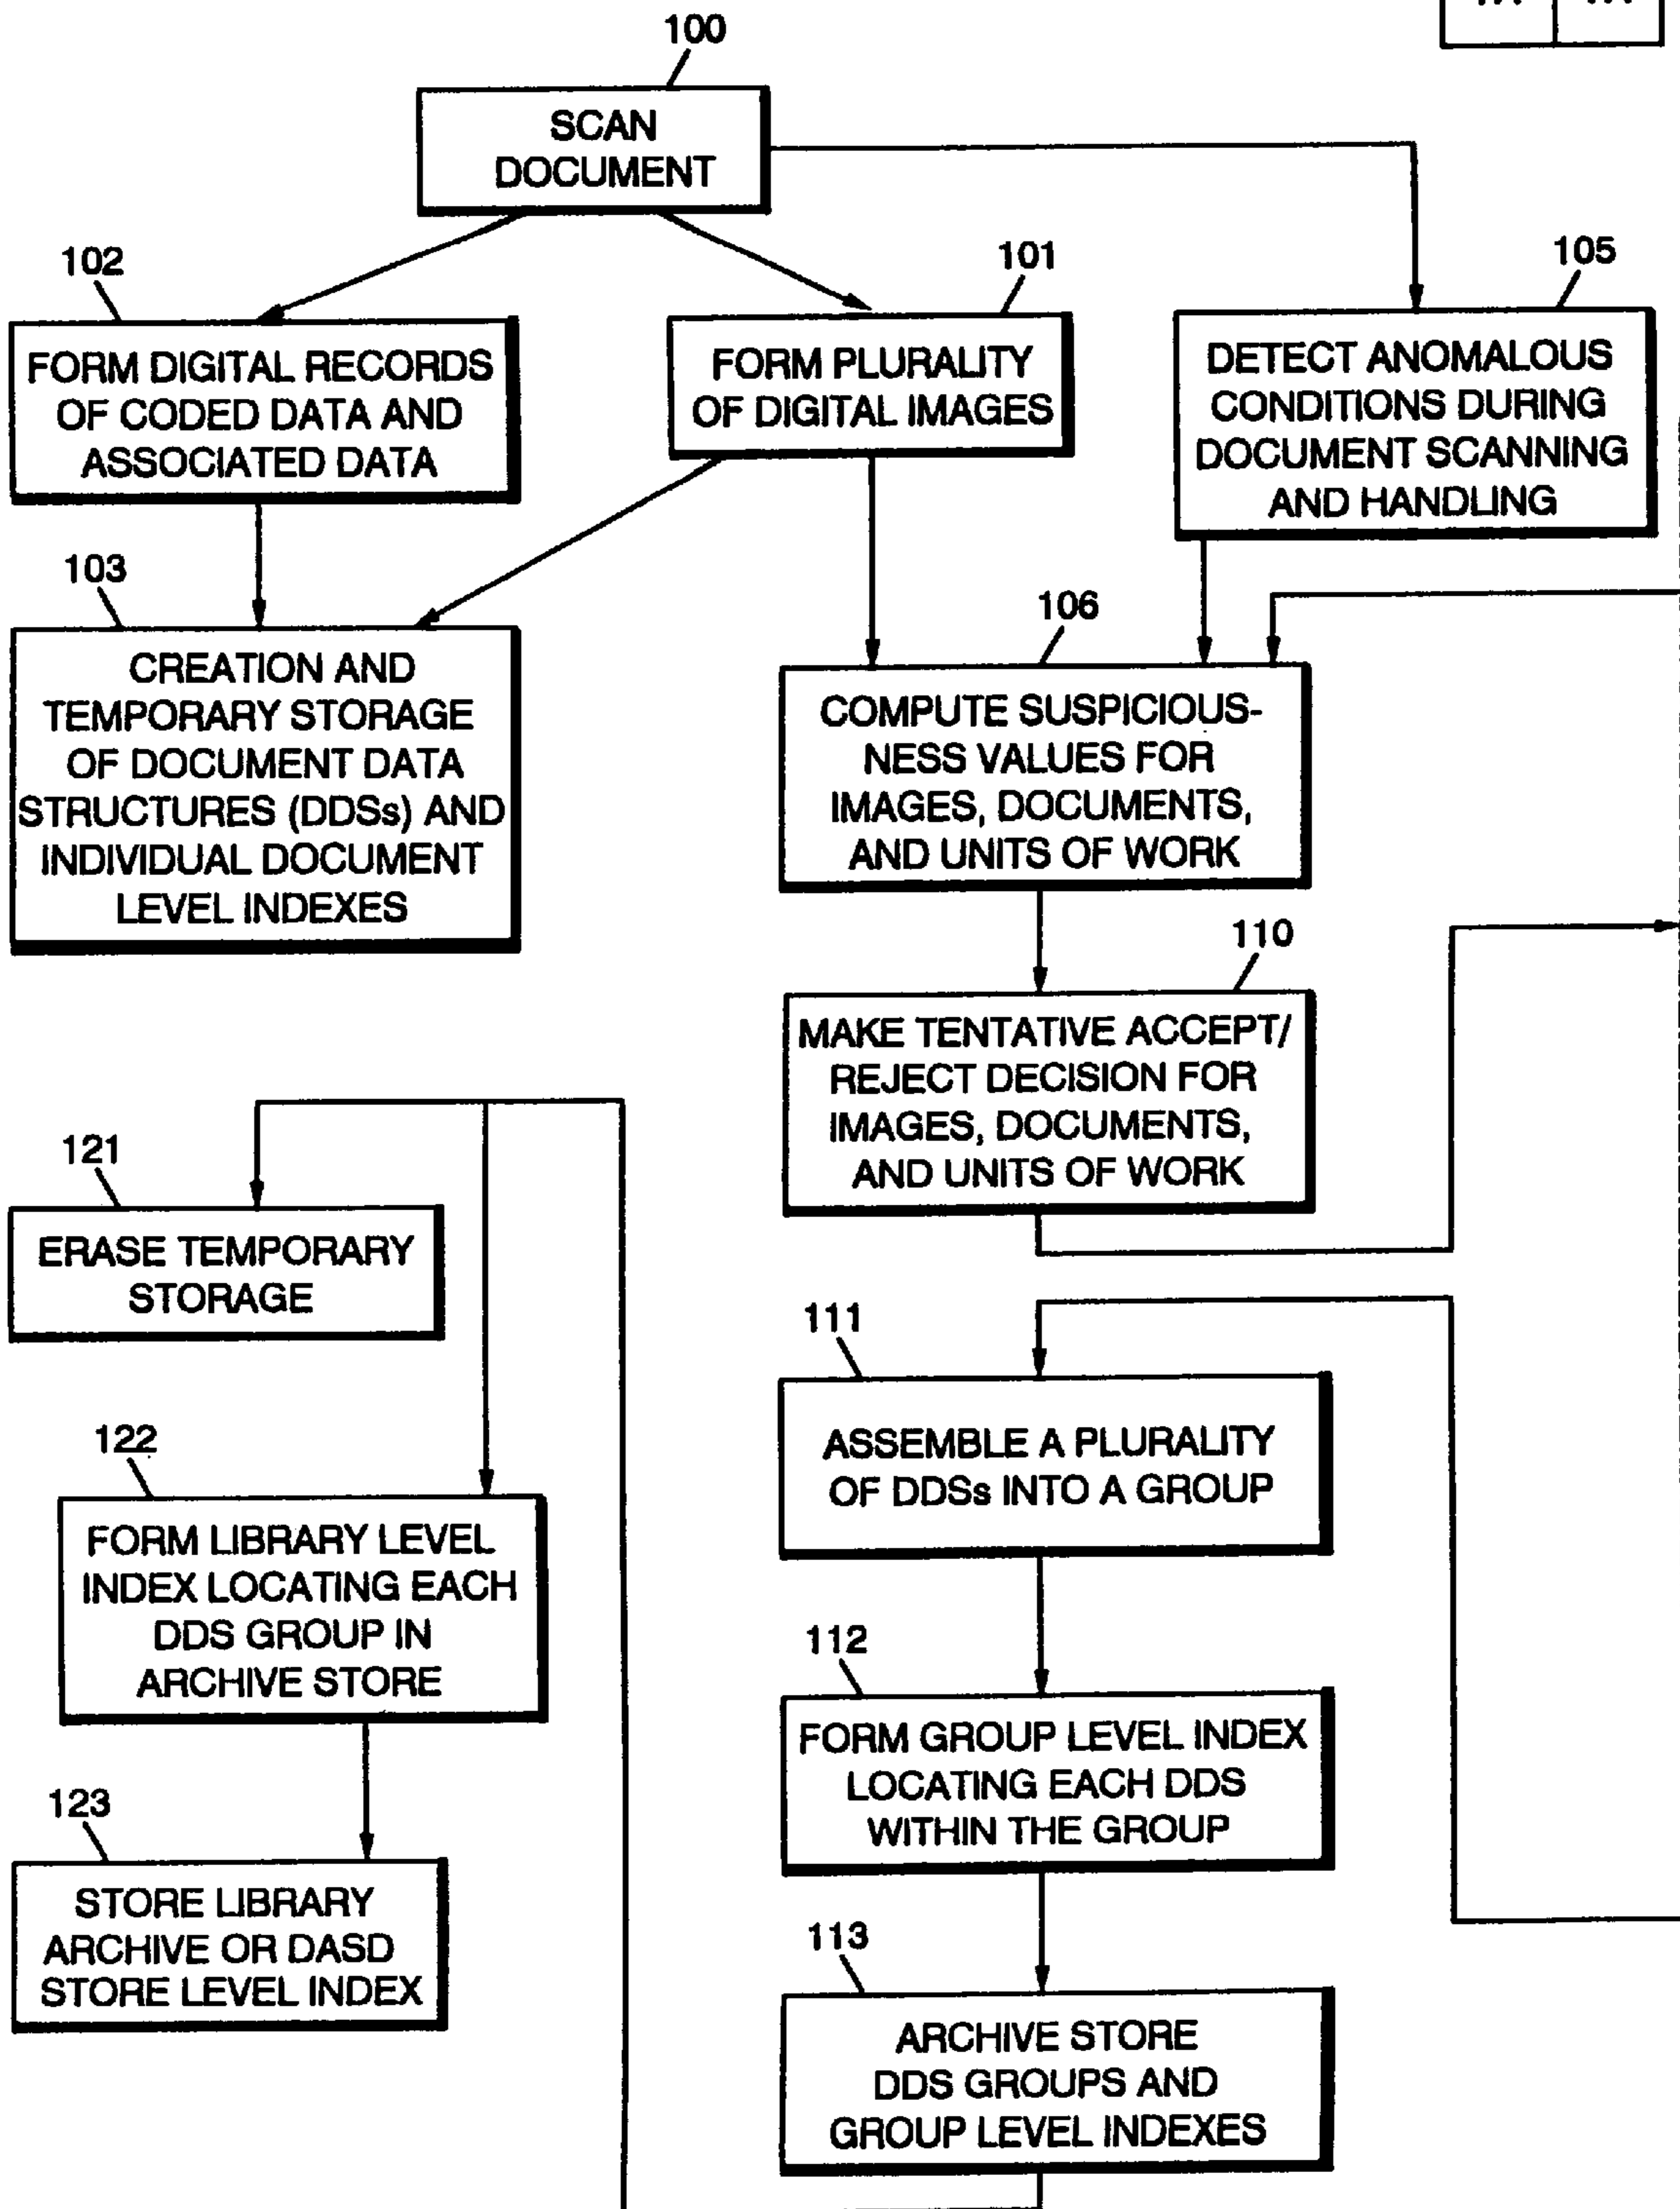 100
SCAN
DOCUMENT
102
101
105
FORM DIGITAL RECORDS
OF CODED DATA AND
ASSOCIATED DATA
FORM PLURALITY
OF DIGITAL IMAGES
DETECT ANOMALOUS
CONDITIONS DURING
DOCUMENT SCANNING
AND HANDLING
103
CREATION AND
TEMPORARY STORAGE
OF DOCUMENT DATA
STRUCTURES (DDSs) AND
INDIVIDUAL DOCUMENT
LEVEL INDEXES
106
COMPUTE SUSPICIOUS-
NESS VALUES FOR
IMAGES, DOCUMENTS,
AND UNITS OF WORK
110
MAKE TENTATIVE ACCEPT/
REJECT DECISION FOR
IMAGES, DOCUMENTS,
AND UNITS OF WORK
121
ERASE TEMPORARY
STORAGE
111
ASSEMBLE A PLURALITY
OF DDSs INTO A GROUP
122
FORM LIBRARY LEVEL
INDEX LOCATING EACH
DDS GROUP IN
ARCHIVE STORE
112
FORM GROUP LEVEL INDEX
LOCATING EACH DDS
WITHIN THE GROUP
123
STORE LIBRARY
ARCHIVE OR DASD
STORE LEVEL INDEX
113
ARCHIVE STORE
DDS GROUPS AND
GROUP LEVEL INDEXES